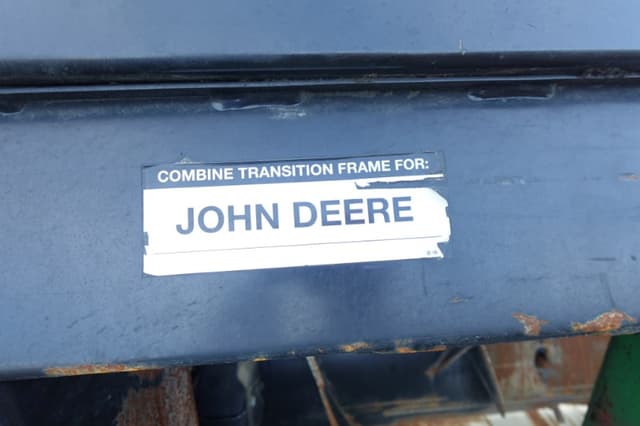 COMBINE TRANSITION FRAME FOR:
JOHN DEERE